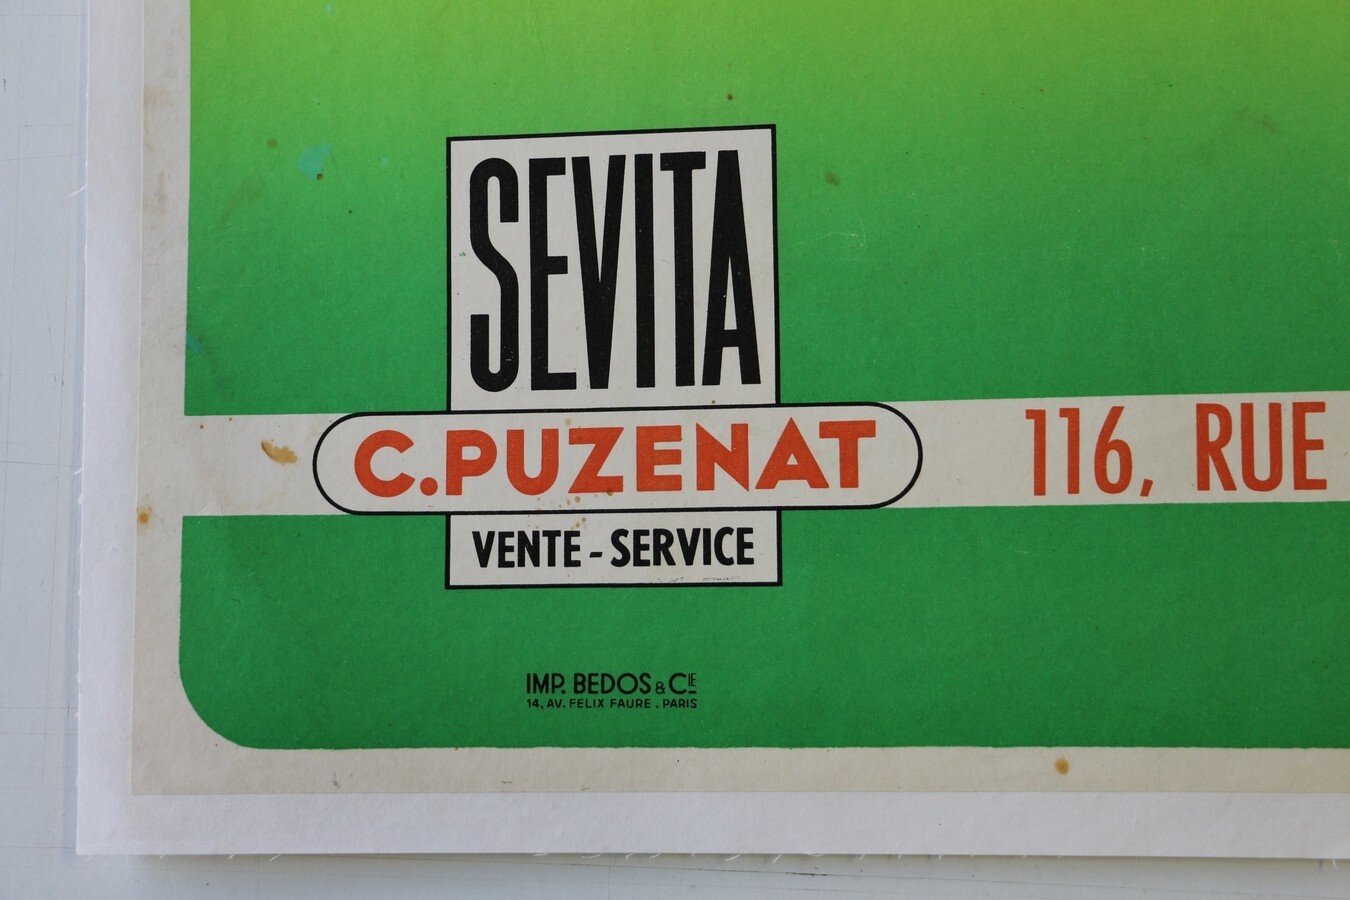 SEVITA
C.PUZENAT
116, RUE
VENTE-SERVICE
IMP. BEDOS & CIE
14, AV. FELIX FAURE. PARIS